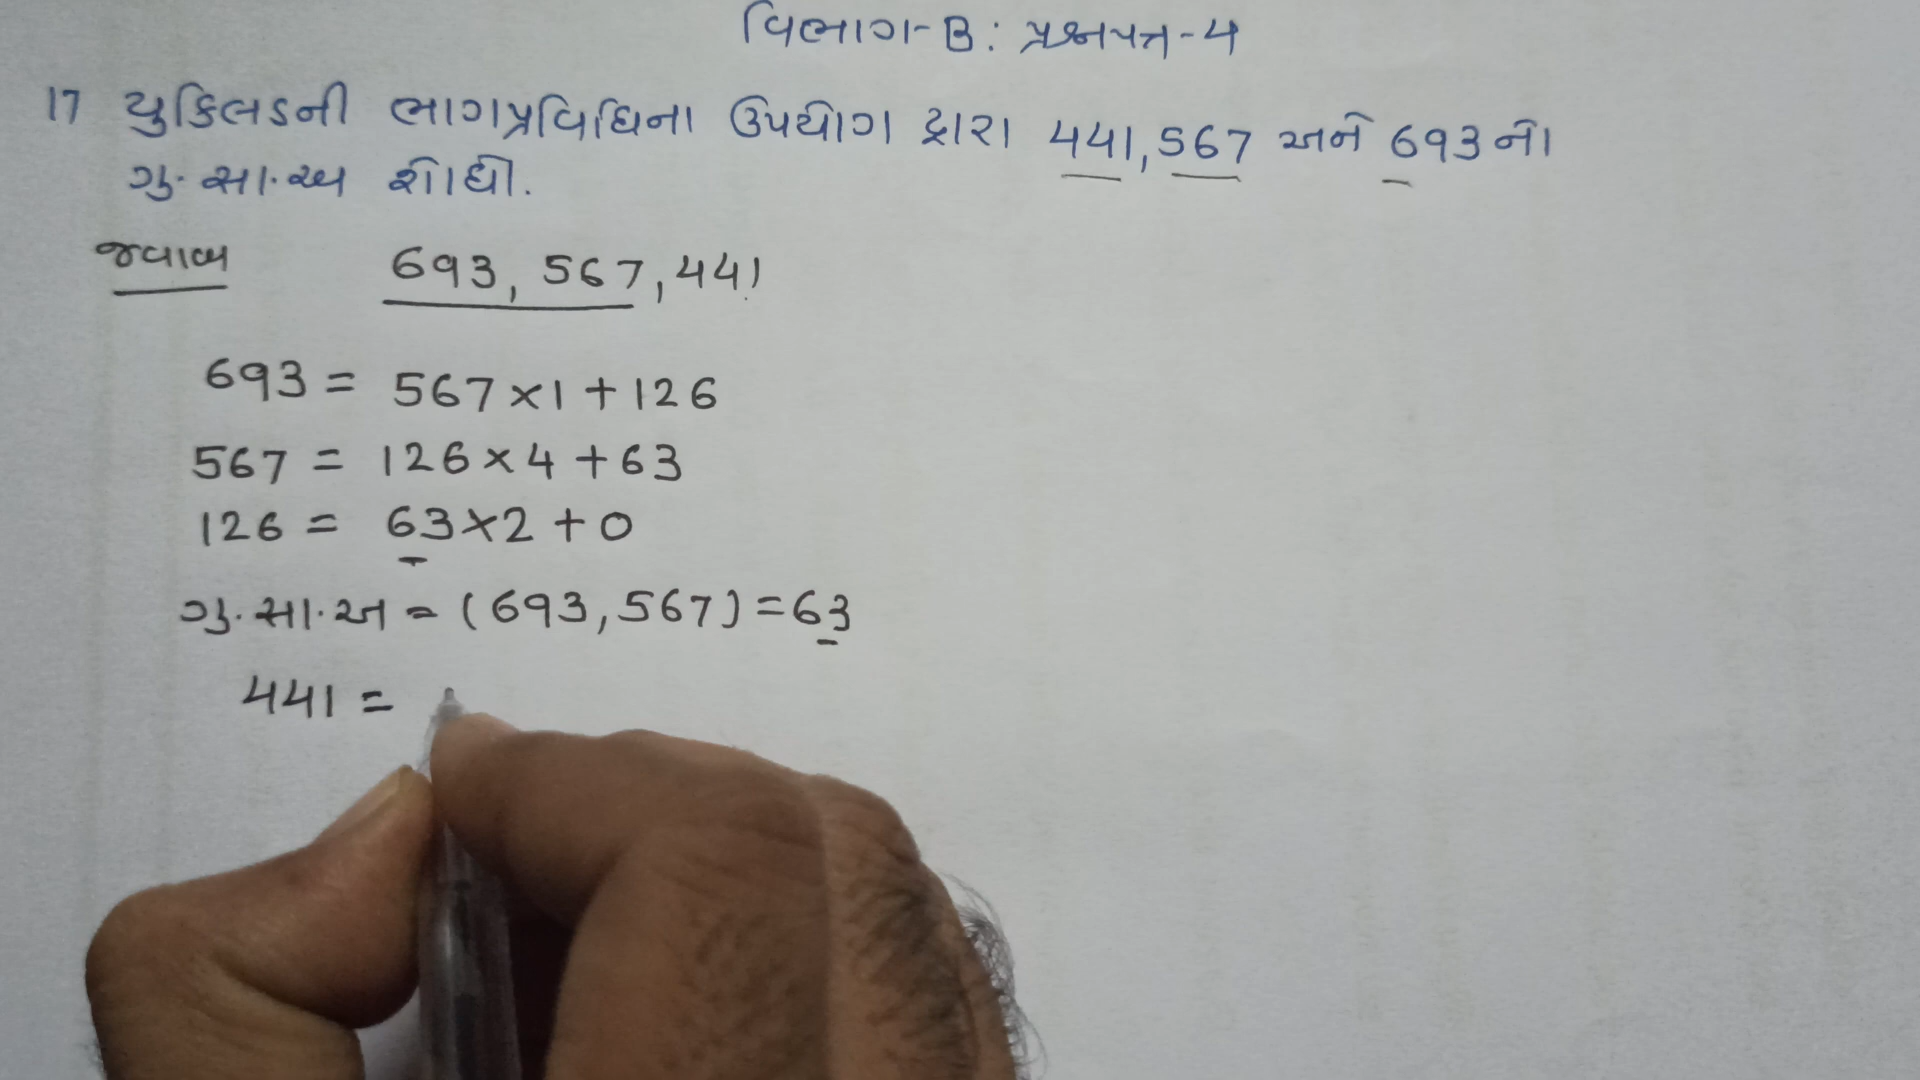 વિભાગ-B: પ્રશ્નપત્ર-4
17 યુકિલડની ભાગપ્રવિધિના ઉપયોગ દ્વારા 441, 567 અને 693નો
ગુ.સા.અ શોધો.
જવાબ 693, 567, 441
693 = 567×1+126
567 = 126×4+63
126 = 63×2+0
ગુ.સા.અ = (693,567) =63
441 =